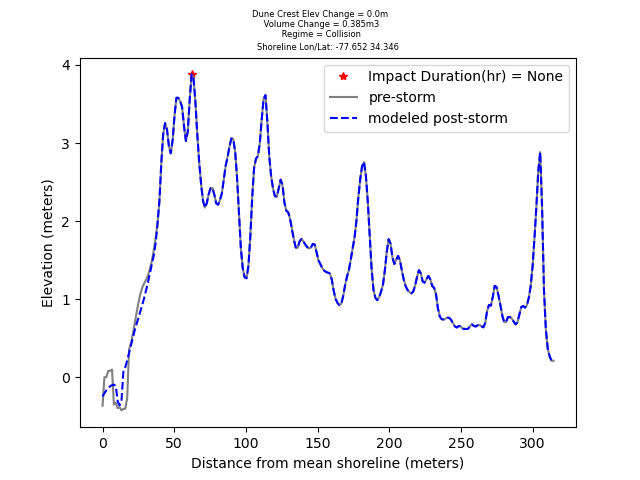 Dune Crest Elev Change = 0.0m
Volume Change = 0.385m3
Regime = Collision
Shoreline Lon/Lat: -77.652 34.346
Impact Duration(hr) = None
pre-storm
modeled post-storm
Elevation (meters)
4
3
2
1
0
0 50 100 150 200 250 300
Distance from mean shoreline (meters)